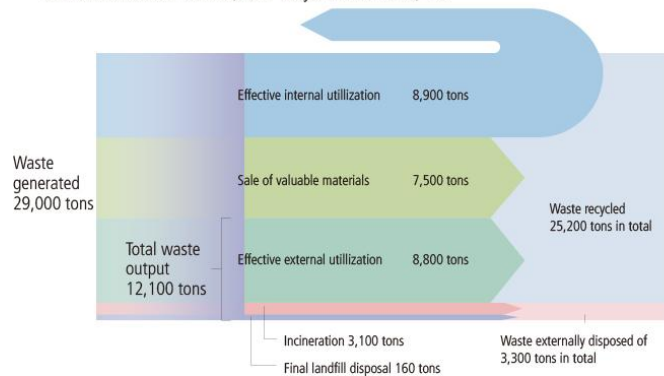 Effective internal utillization 8,900 tons
Waste
generated
29,000 tons
Sale of valuable materials 7,500 tons
Waste recycled
25,200 tons in total
Total waste
output
12,100 tons
Effective external utillization 8,800 tons
Incineration 3,100 tons
Final landfill disposal 160 tons
Waste externally disposed of
3,300 tons in total